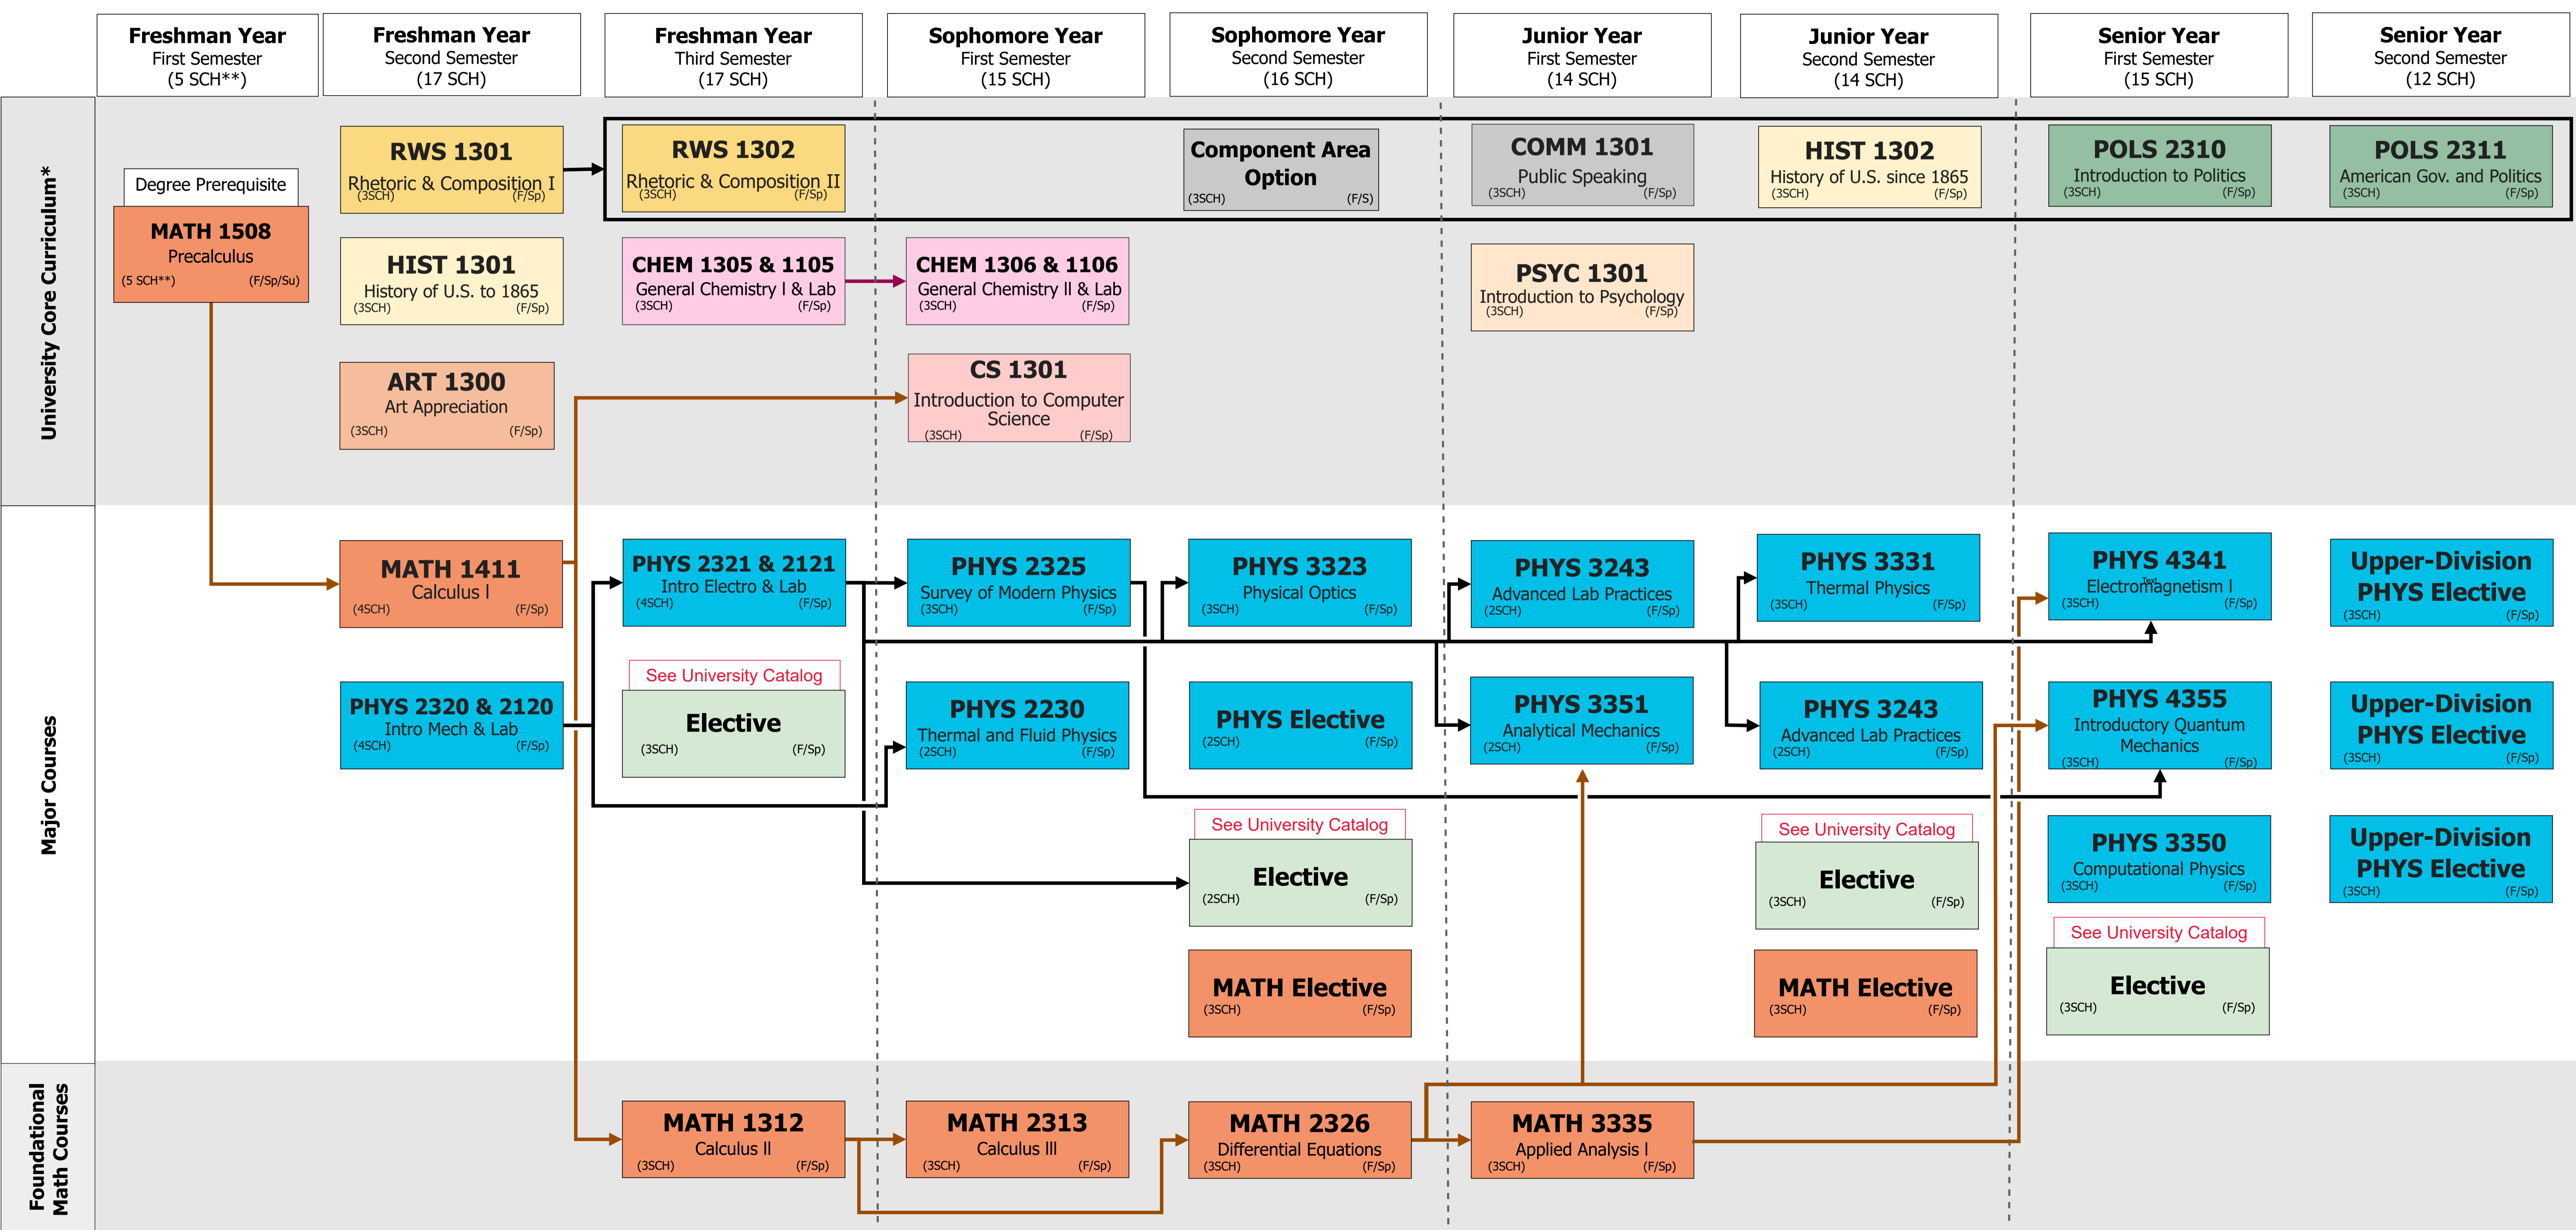 Freshman Year
First Semester
(5 SCH**)
Freshman Year
Second Semester
(17 SCH)
Freshman Year
Third Semester
(17 SCH)
Sophomore Year
First Semester
(15 SCH)
Sophomore Year
Second Semester
(16 SCH)
Junior Year
First Semester
(14 SCH)
Junior Year
Second Semester
(14 SCH)
Senior Year
First Semester
(15 SCH)
Senior Year
Second Semester
(12 SCH)
University Core Curriculum*
Degree Prerequisite
MATH 1508
Precalculus
(5 SCH**) (F/Sp/Su)
RWS 1301
Rhetoric & Composition I
(3SCH) (F/Sp)
RWS 1302
Rhetoric & Composition II
(3SCH) (F/Sp)
Component Area
Option
(3SCH) (F/S)
COMM 1301
Public Speaking
(3SCH) (F/Sp)
HIST 1302
History of U.S. since 1865
(3SCH) (F/Sp)
POLS 2310
Introduction to Politics
(3SCH) (F/Sp)
POLS 2311
American Gov. and Politics
(3SCH) (F/Sp)
HIST 1301
History of U.S. to 1865
(3SCH) (F/Sp)
CHEM 1305 & 1105
General Chemistry I & Lab
(3SCH) (F/Sp)
CHEM 1306 & 1106
General Chemistry II & Lab
(3SCH) (F/Sp)
PSYC 1301
Introduction to Psychology
(3SCH) (F/Sp)
ART 1300
Art Appreciation
(3SCH) (F/Sp)
CS 1301
Introduction to Computer
Science
(3SCH) (F/Sp)
Major Courses
MATH 1411
Calculus I
(4SCH) (F/Sp)
PHYS 2321 & 2121
Intro Electro & Lab
(4SCH) (F/Sp)
PHYS 2325
Survey of Modern Physics
(3SCH) (F/Sp)
PHYS 3323
Physical Optics
(3SCH) (F/Sp)
PHYS 3243
Advanced Lab Practices
(2SCH) (F/Sp)
PHYS 3331
Thermal Physics
(3SCH) (F/Sp)
PHYS 4341
Text
Electromagnetism I
(3SCH) (F/Sp)
Upper-Division
PHYS Elective
(3SCH) (F/Sp)
PHYS 2320 & 2120
Intro Mech & Lab
(4SCH) (F/Sp)
See University Catalog
Elective
(3SCH) (F/Sp)
PHYS 2230
Thermal and Fluid Physics
(2SCH) (F/Sp)
PHYS Elective
(2SCH) (F/Sp)
PHYS 3351
Analytical Mechanics
(2SCH) (F/Sp)
PHYS 3243
Advanced Lab Practices
(2SCH) (F/Sp)
PHYS 4355
Introductory Quantum
Mechanics
(3SCH) (F/Sp)
Upper-Division
PHYS Elective
(3SCH) (F/Sp)
See University Catalog
Elective
(2SCH) (F/Sp)
See University Catalog
Elective
(3SCH) (F/Sp)
PHYS 3350
Computational Physics
(3SCH) (F/Sp)
Upper-Division
PHYS Elective
(3SCH) (F/Sp)
MATH Elective
(3SCH) (F/Sp)
MATH Elective
(3SCH) (F/Sp)
See University Catalog
Elective
(3SCH) (F/Sp)
Foundational
Math Courses
MATH 1312
Calculus II
(3SCH) (F/Sp)
MATH 2313
Calculus III
(3SCH) (F/Sp)
MATH 2326
Differential Equations
(3SCH) (F/Sp)
MATH 3335
Applied Analysis I
(3SCH) (F/Sp)